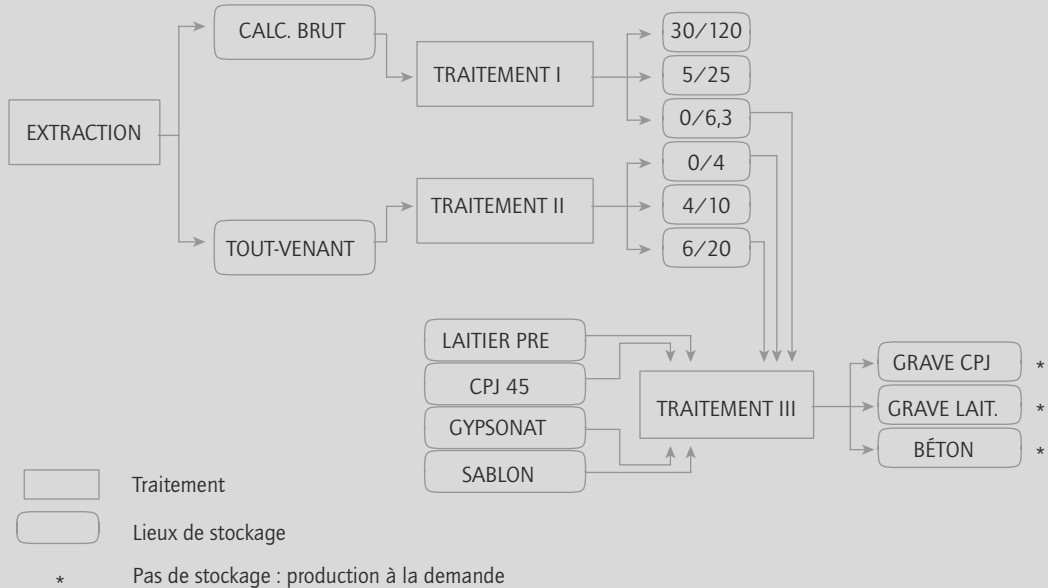 EXTRACTION
CALC. BRUT
TOUT-VENANT
TRAITEMENT I
TRAITEMENT II
30/120
5/25
0/6,3
0/4
4/10
6/20
LAITIER PRE
CPJ 45
GYPSONAT
SABLON
TRAITEMENT III
GRAVE CPJ *
GRAVE LAIT. *
BÉTON *
Traitement
Lieux de stockage
* Pas de stockage : production à la demande